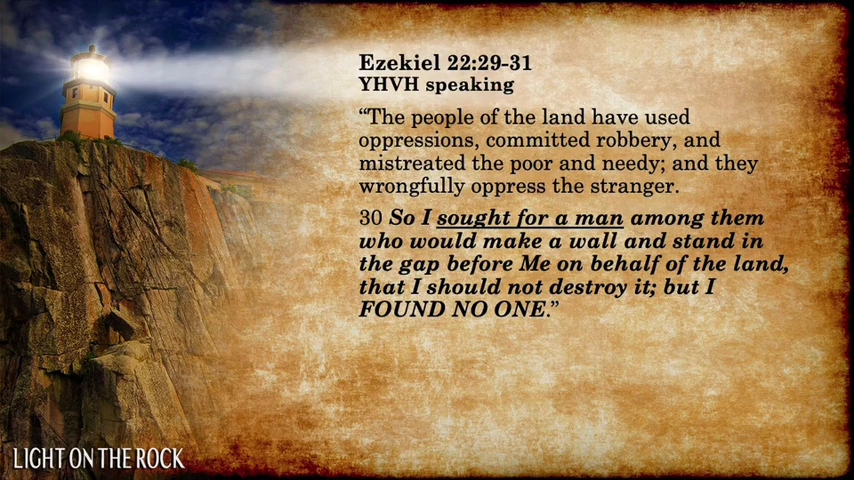 Ezekiel 22:29-31
YHVH speaking
“The people of the land have used
oppressions, committed robbery, and
mistreated the poor and needy; and they
wrongfully oppress the stranger.
30 So I sought for a man among them
who would make a wall and stand in
the gap before Me on behalf of the land,
that I should not destroy it; but I
FOUND NO ONE.”
LIGHT ON THE ROCK